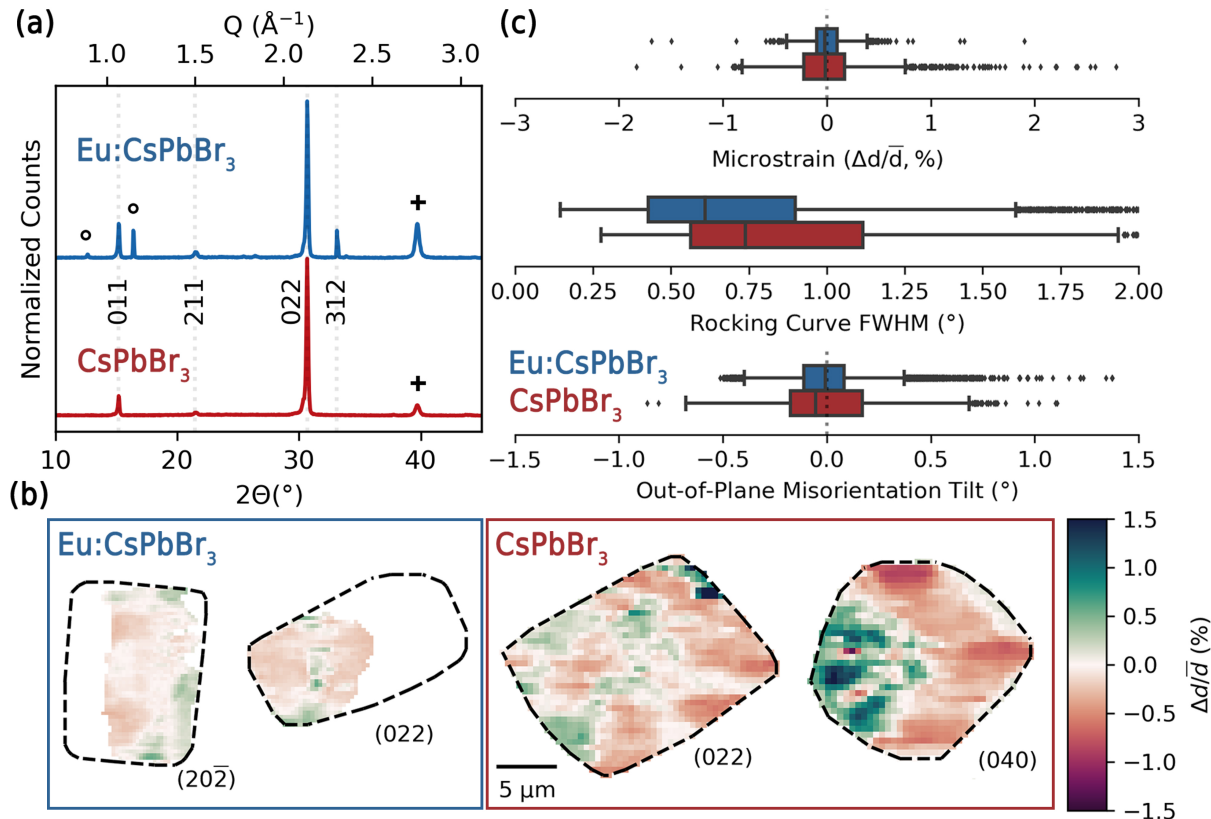 (a)
Q (Å⁻¹)
1.0 1.5 2.0 2.5 3.0
Normalized Counts
Eu:CsPbBr₃
+
011
211
022
312
CsPbBr₃
+
10 20 30 40
2Θ(°)
(c)
−3 −2 −1 0 1 2 3
Microstrain (Δd/d̅, %)
0.00 0.25 0.50 0.75 1.00 1.25 1.50 1.75 2.00
Rocking Curve FWHM (°)
Eu:CsPbBr₃
CsPbBr₃
−1.5 −1.0 −0.5 0.0 0.5 1.0 1.5
Out-of-Plane Misorientation Tilt (°)
(b)
Eu:CsPbBr₃
(202̅)
(022)
CsPbBr₃
5 µm
(022)
(040)
1.5
1.0
0.5
0.0
−0.5
−1.0
−1.5
Δd/d̅ (%)